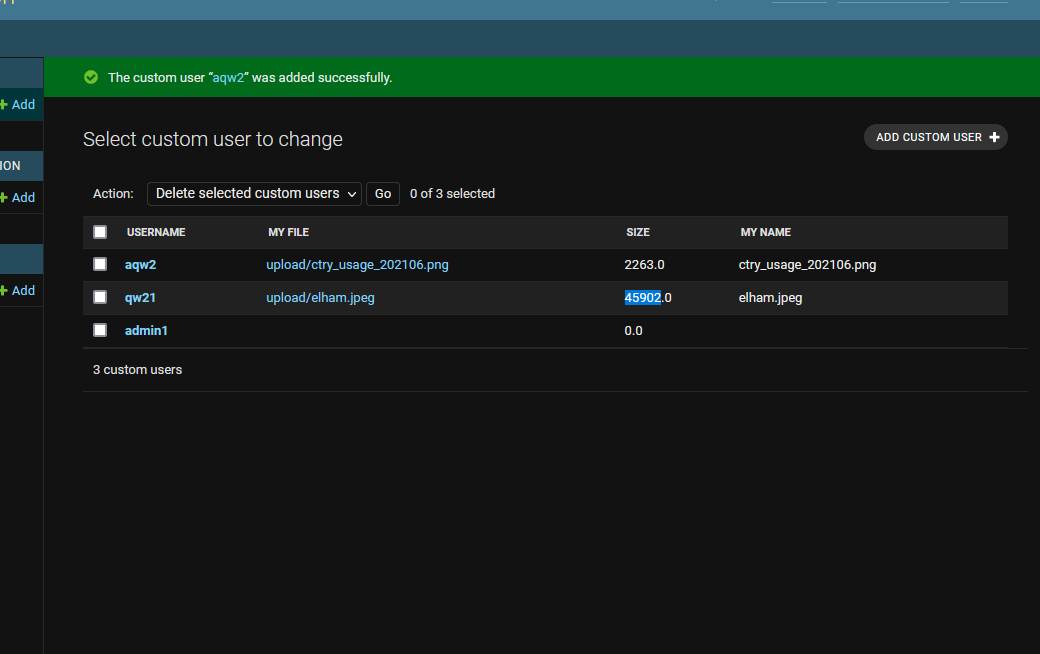 The custom user “aqw2” was added successfully.
Add
Select custom user to change
ADD CUSTOM USER
ION
Action: Delete selected custom users Go 0 of 3 selected
Add
USERNAME MY FILE SIZE MY NAME
aqw2 upload/ctry_usage_202106.png 2263.0 ctry_usage_202106.png
Add
qw21 upload/elham.jpeg 45902.0 elham.jpeg
admin1 0.0
3 custom users